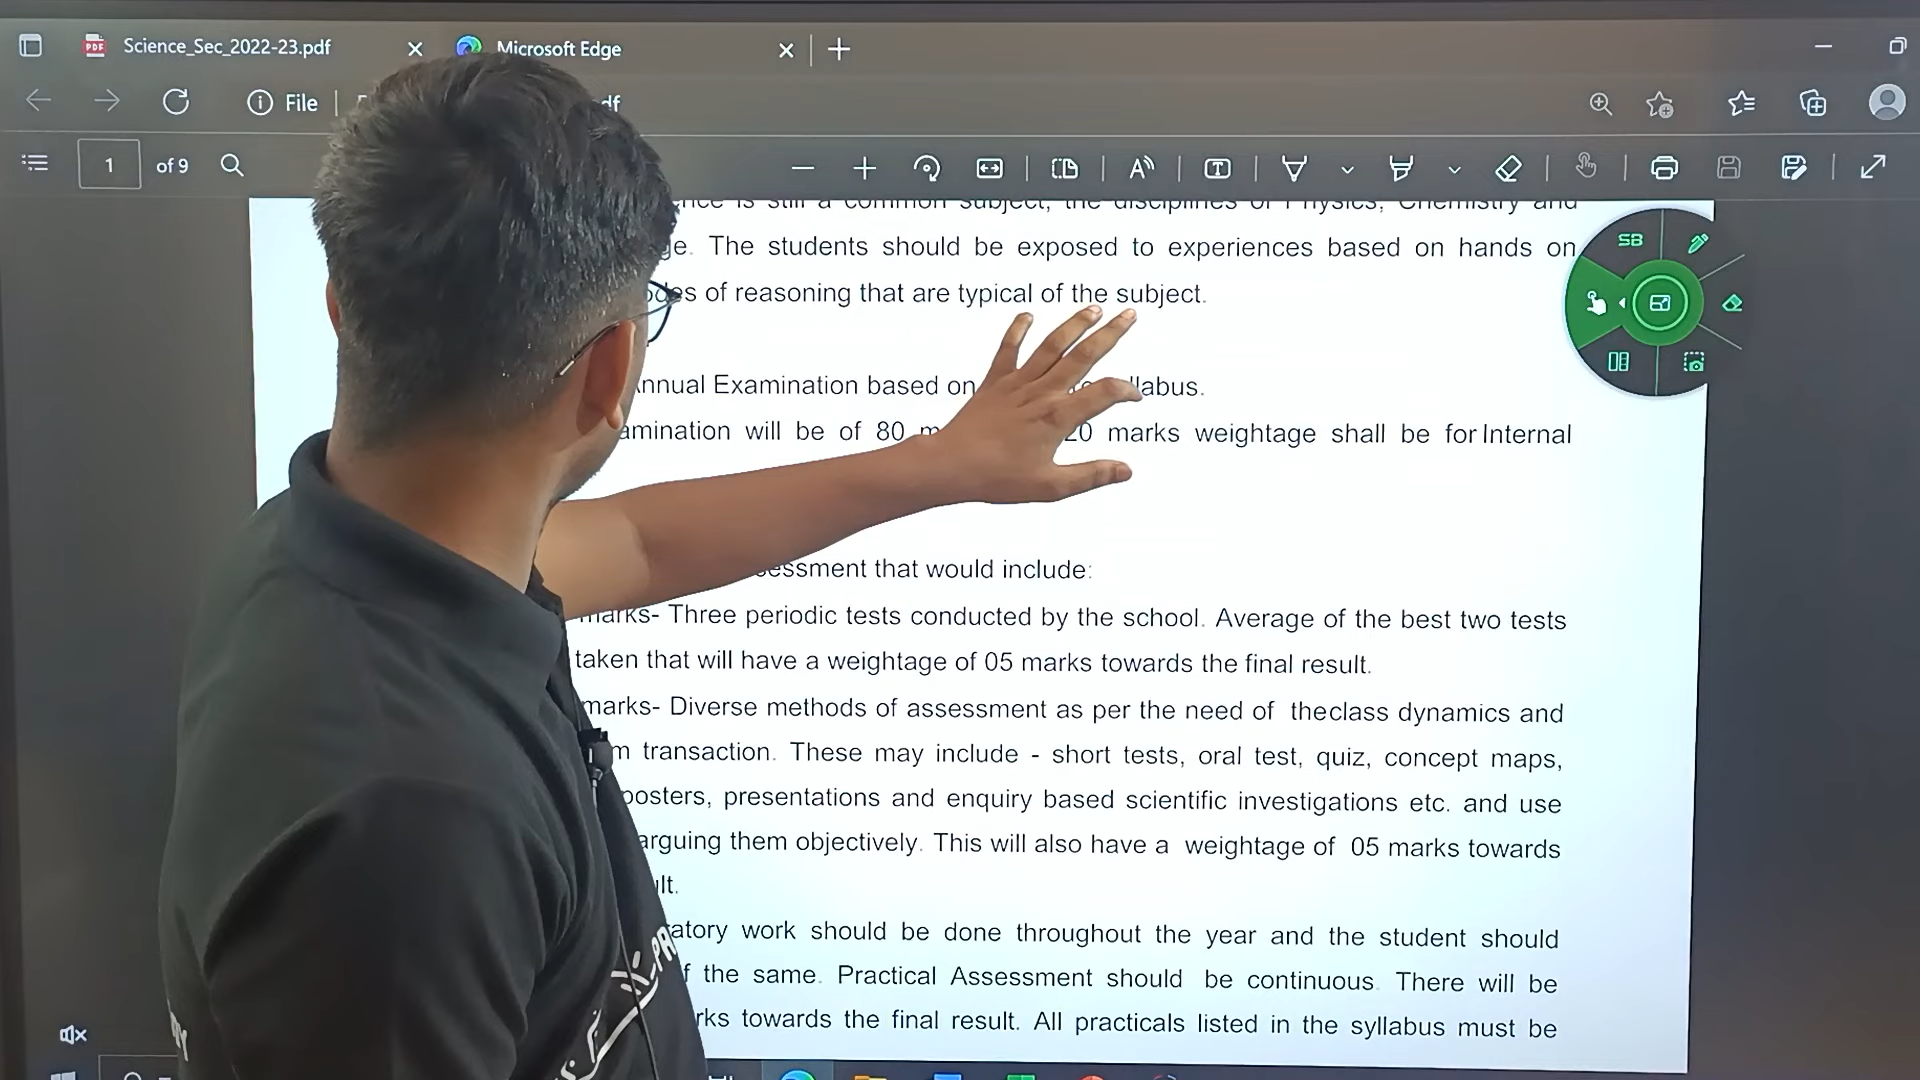 Science_Sec_2022-23.pdf
Microsoft Edge
File
df
1 of 9
ence is still a common subject, the disciplines of Physics, Chemistry and
ge. The students should be exposed to experiences based on hands on
odes of reasoning that are typical of the subject.
Annual Examination based on llabus.
amination will be of 80 m 20 marks weightage shall be for Internal
essment that would include:
marks- Three periodic tests conducted by the school. Average of the best two tests
taken that will have a weightage of 05 marks towards the final result.
marks- Diverse methods of assessment as per the need of theclass dynamics and
m transaction. These may include - short tests, oral test, quiz, concept maps,
posters, presentations and enquiry based scientific investigations etc. and use
arguing them objectively. This will also have a weightage of 05 marks towards
ult.
atory work should be done throughout the year and the student should
f the same. Practical Assessment should be continuous. There will be
rks towards the final result. All practicals listed in the syllabus must be
SB